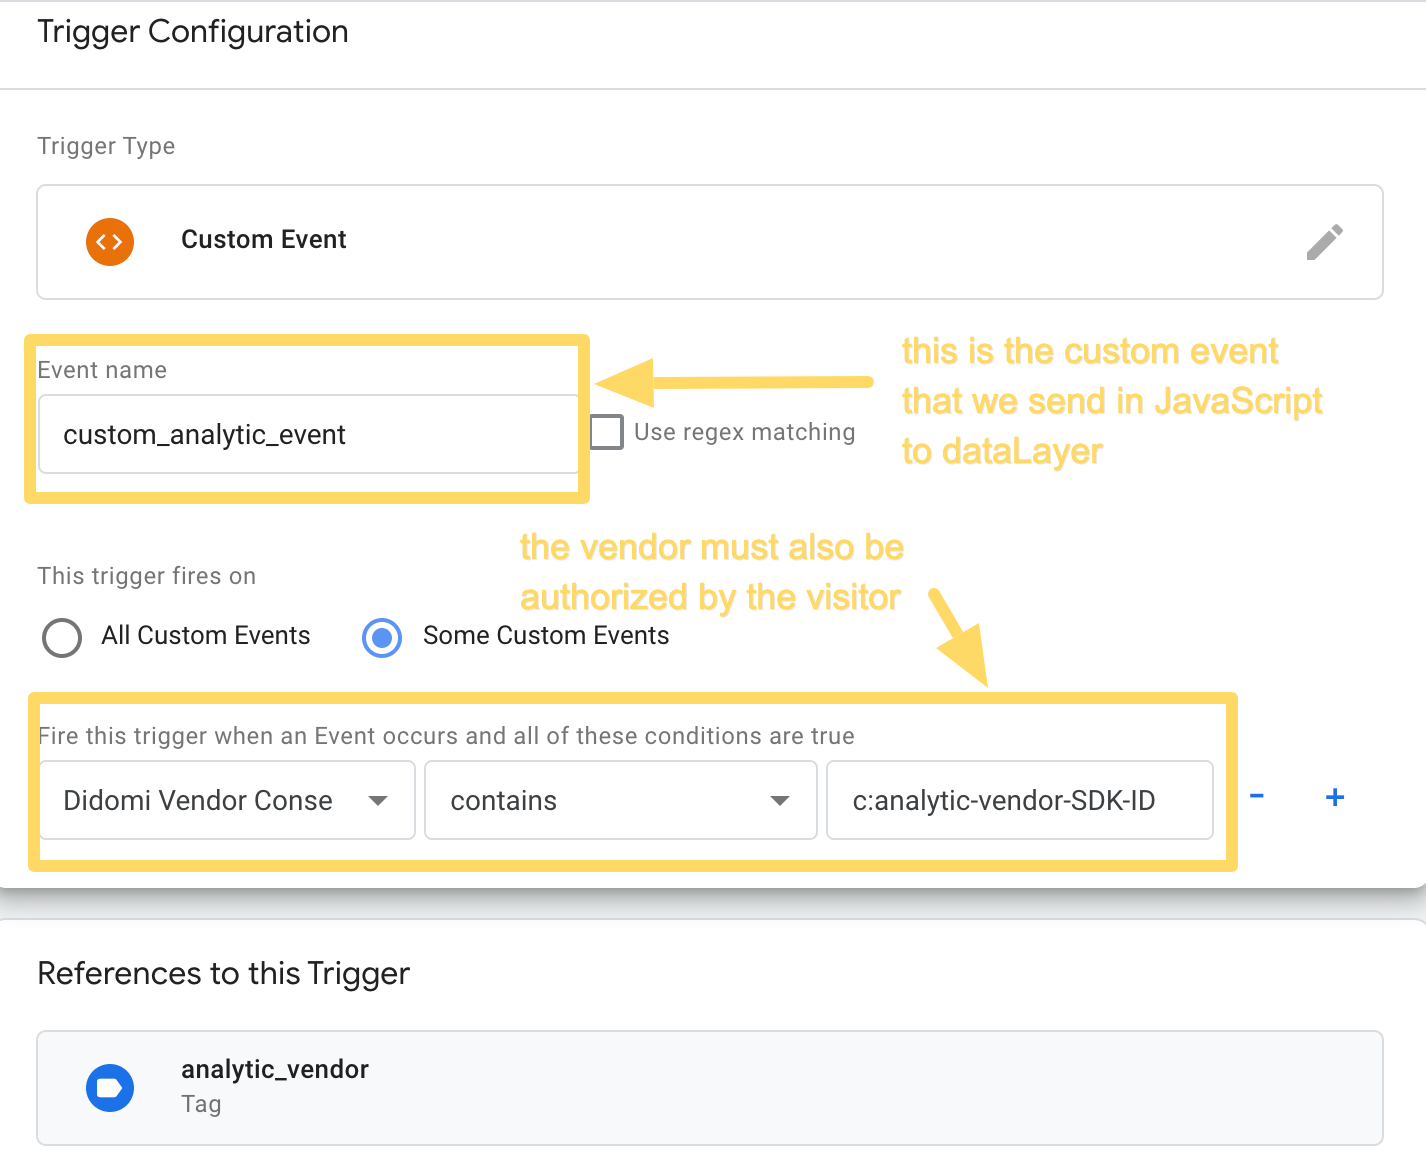 Trigger Configuration
Trigger Type
Custom Event
Event name
custom_analytic_event
Use regex matching
this is the custom event
that we send in JavaScript
to dataLayer
the vendor must also be
authorized by the visitor
This trigger fires on
All Custom Events
Some Custom Events
Fire this trigger when an Event occurs and all of these conditions are true
Didomi Vendor Conse
contains
c:analytic-vendor-SDK-ID
- +
References to this Trigger
analytic_vendor
Tag